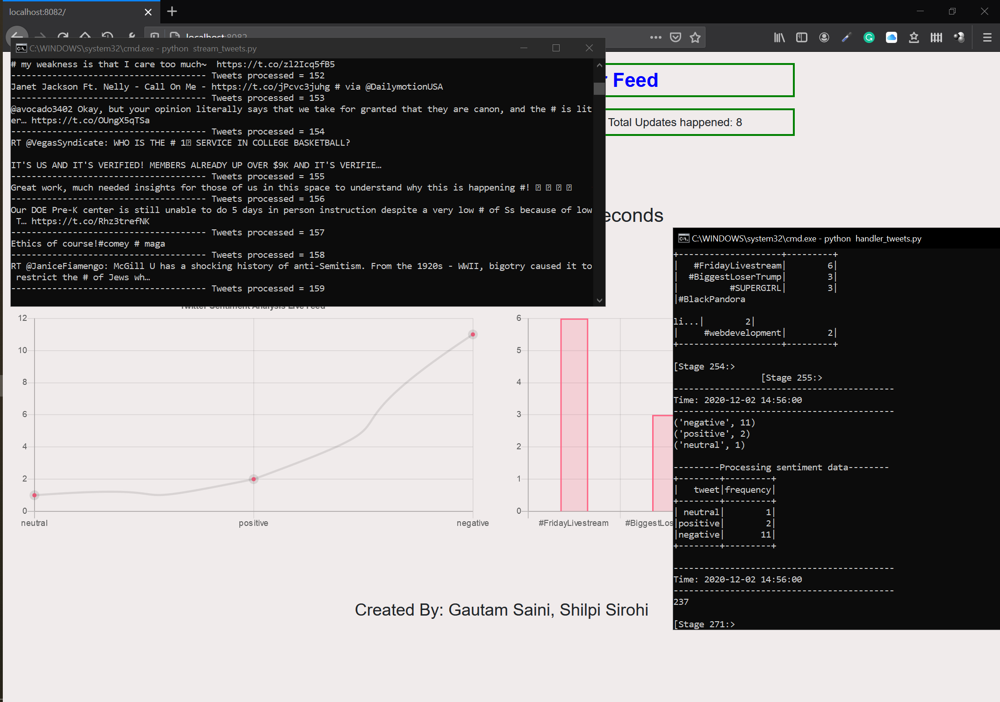 localhost:8082/
localhost:8082
C:\WINDOWS\system32\cmd.exe - python  stream_tweets.py
# my weakness is that I care too much~  https://t.co/zl2Icq5fB5
-------------------------------------- Tweets processed = 152
Janet Jackson Ft. Nelly - Call On Me - https://t.co/jPcvc3juhg # via @DailymotionUSA
-------------------------------------- Tweets processed = 153
@avocado3402 Okay, but your opinion literally says that we take for granted that they are canon, and the # is lit
er… https://t.co/OUngX5qTSa
-------------------------------------- Tweets processed = 154
RT @VegasSyndicate: WHO IS THE # 1 SERVICE IN COLLEGE BASKETBALL?
IT'S US AND IT'S VERIFIED! MEMBERS ALREADY UP OVER $9K AND IT'S VERIFIE…
-------------------------------------- Tweets processed = 155
Great work, much needed insights for those of us in this space to understand why this is happening #!
-------------------------------------- Tweets processed = 156
Our DOE Pre-K center is still unable to do 5 days in person instruction despite a very low # of Ss because of low
T… https://t.co/Rhz3trefNK
-------------------------------------- Tweets processed = 157
Ethics of course!#comey # maga
-------------------------------------- Tweets processed = 158
RT @JaniceFiamengo: McGill U has a shocking history of anti-Semitism. From the 1920s - WWII, bigotry caused it to
restrict the # of Jews wh…
-------------------------------------- Tweets processed = 159
Feed
Total Updates happened: 8
econds
Twitter Sentiment Analysis Live Feed
12
10
8
6
4
2
0
neutral positive negative
6
5
4
3
2
1
0
#FridayLivestream #BiggestLos
C:\WINDOWS\system32\cmd.exe - python  handler_tweets.py
+--------------------+---------+
|   #FridayLivestream|        6|
|  #BiggestLoserTrump|        3|
|          #SUPERGIRL|        3|
|#BlackPandora
li...|        2|
|     #webdevelopment|        2|
+--------------------+---------+
[Stage 254:>
[Stage 255:>
-------------------------------------------
Time: 2020-12-02 14:56:00
-------------------------------------------
('negative', 11)
('positive', 2)
('neutral', 1)
---------Processing sentiment data--------
+--------+---------+
|   tweet|frequency|
+--------+---------+
| neutral|        1|
|positive|        2|
|negative|       11|
+--------+---------+
-------------------------------------------
Time: 2020-12-02 14:56:00
-------------------------------------------
237
[Stage 271:>
Created By: Gautam Saini, Shilpi Sirohi